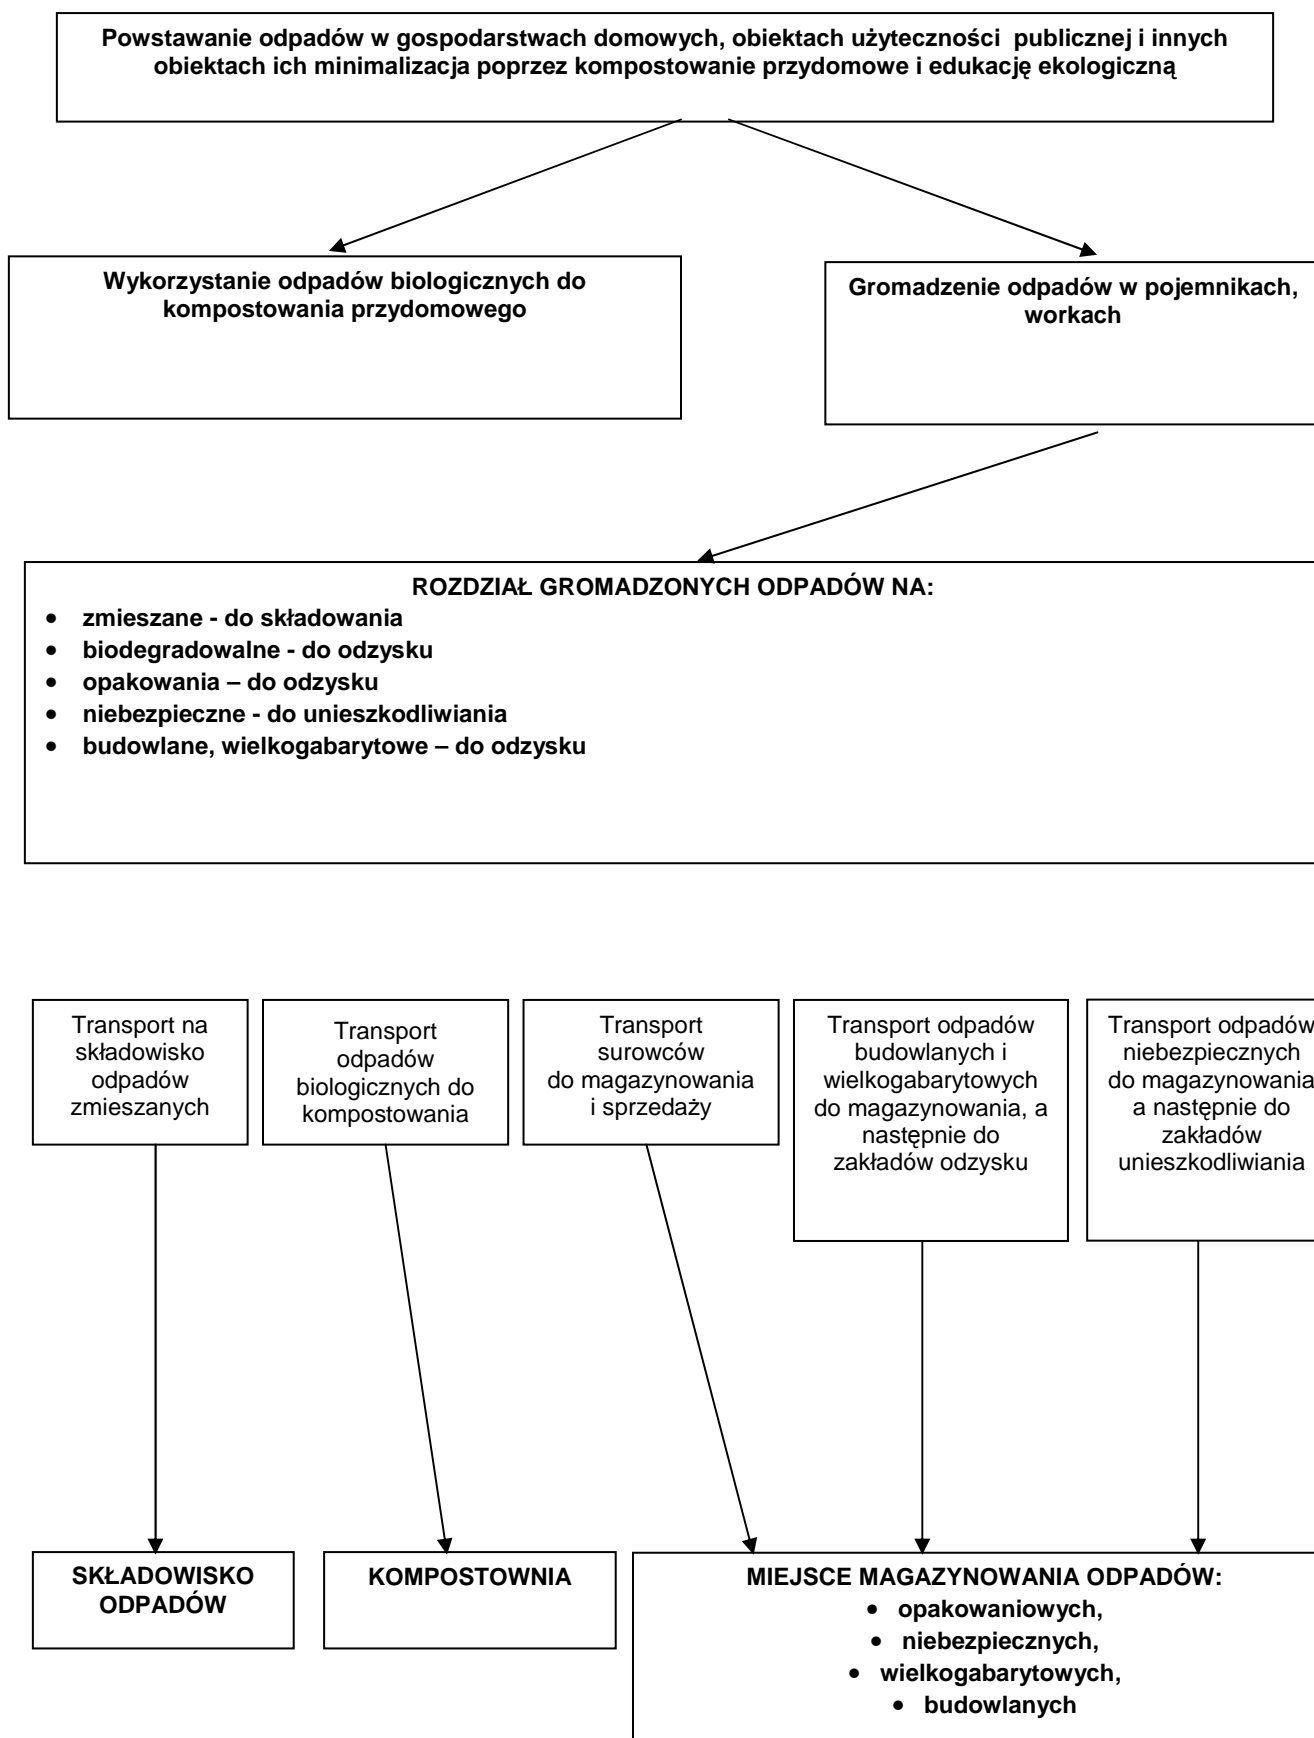 Powstawanie odpadów w gospodarstwach domowych, obiektach użyteczności  publicznej i innych
obiektach ich minimalizacja poprzez kompostowanie przydomowe i edukację ekologiczną
Wykorzystanie odpadów biologicznych do
kompostowania przydomowego
Gromadzenie odpadów w pojemnikach,
workach
ROZDZIAŁ GROMADZONYCH ODPADÓW NA:
• zmieszane - do składowania
• biodegradowalne - do odzysku
• opakowania – do odzysku
• niebezpieczne - do unieszkodliwiania
• budowlane, wielkogabarytowe – do odzysku
Transport na
składowisko
odpadów
zmieszanych
Transport
odpadów
biologicznych do
kompostowania
Transport
surowców
do magazynowania
i sprzedaży
Transport odpadów
budowlanych i
wielkogabarytowych
do magazynowania, a
następnie do
zakładów odzysku
Transport odpadów
niebezpiecznych
do magazynowania
a następnie do
zakładów
unieszkodliwiania
SKŁADOWISKO
ODPADÓW
KOMPOSTOWNIA
MIEJSCE MAGAZYNOWANIA ODPADÓW:
• opakowaniowych,
• niebezpiecznych,
• wielkogabarytowych,
• budowlanych